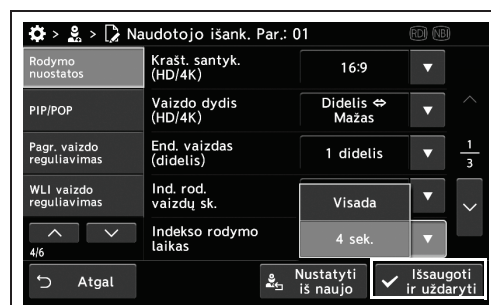 > > Naudotojo išank. Par.: 01
RDI NBI
Rodymo
nuostatos
PIP/POP
Pagr. vaizdo
reguliavimas
WLI vaizdo
reguliavimas
4/6
Krašt. santyk.
(HD/4K)
16:9
Vaizdo dydis
(HD/4K)
Didelis ⇔
Mažas
End. vaizdas
(didelis)
1 didelis
Ind. rod.
vaizdų sk.
Visada
Indekso rodymo
laikas
4 sek.
1
3
Atgal
Nustatyti
iš naujo
Išsaugoti
ir uždaryti